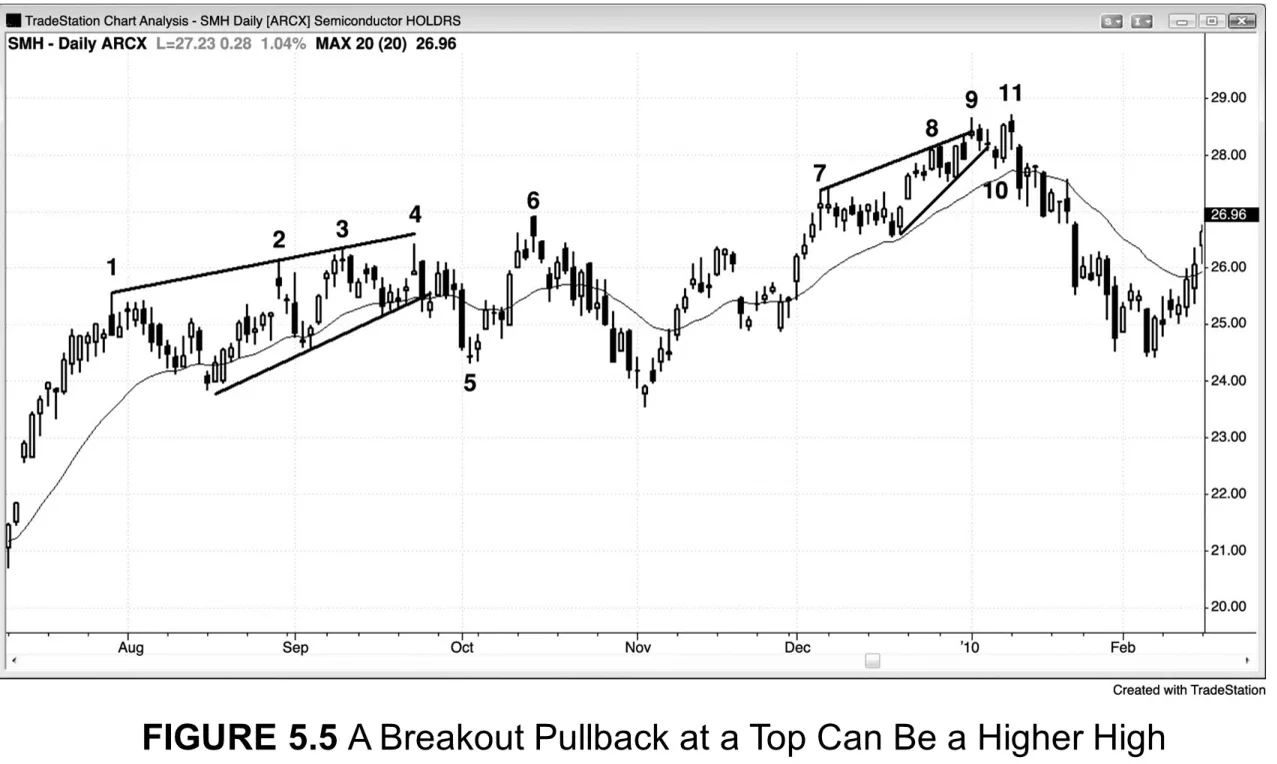 TradeStation Chart Analysis - SMH Daily [ARCX] Semiconductor HOLDRS
SMH - Daily ARCX L=27.23 0.28 1.04% MAX 20 (20) 26.96
29.00
28.00
26.96
26.00
25.00
24.00
23.00
22.00
21.00
20.00
1
2
3
4
5
6
7
8
9
10
11
Aug
Sep
Oct
Nov
Dec
'10
Feb
Created with TradeStation
FIGURE 5.5 A Breakout Pullback at a Top Can Be a Higher High